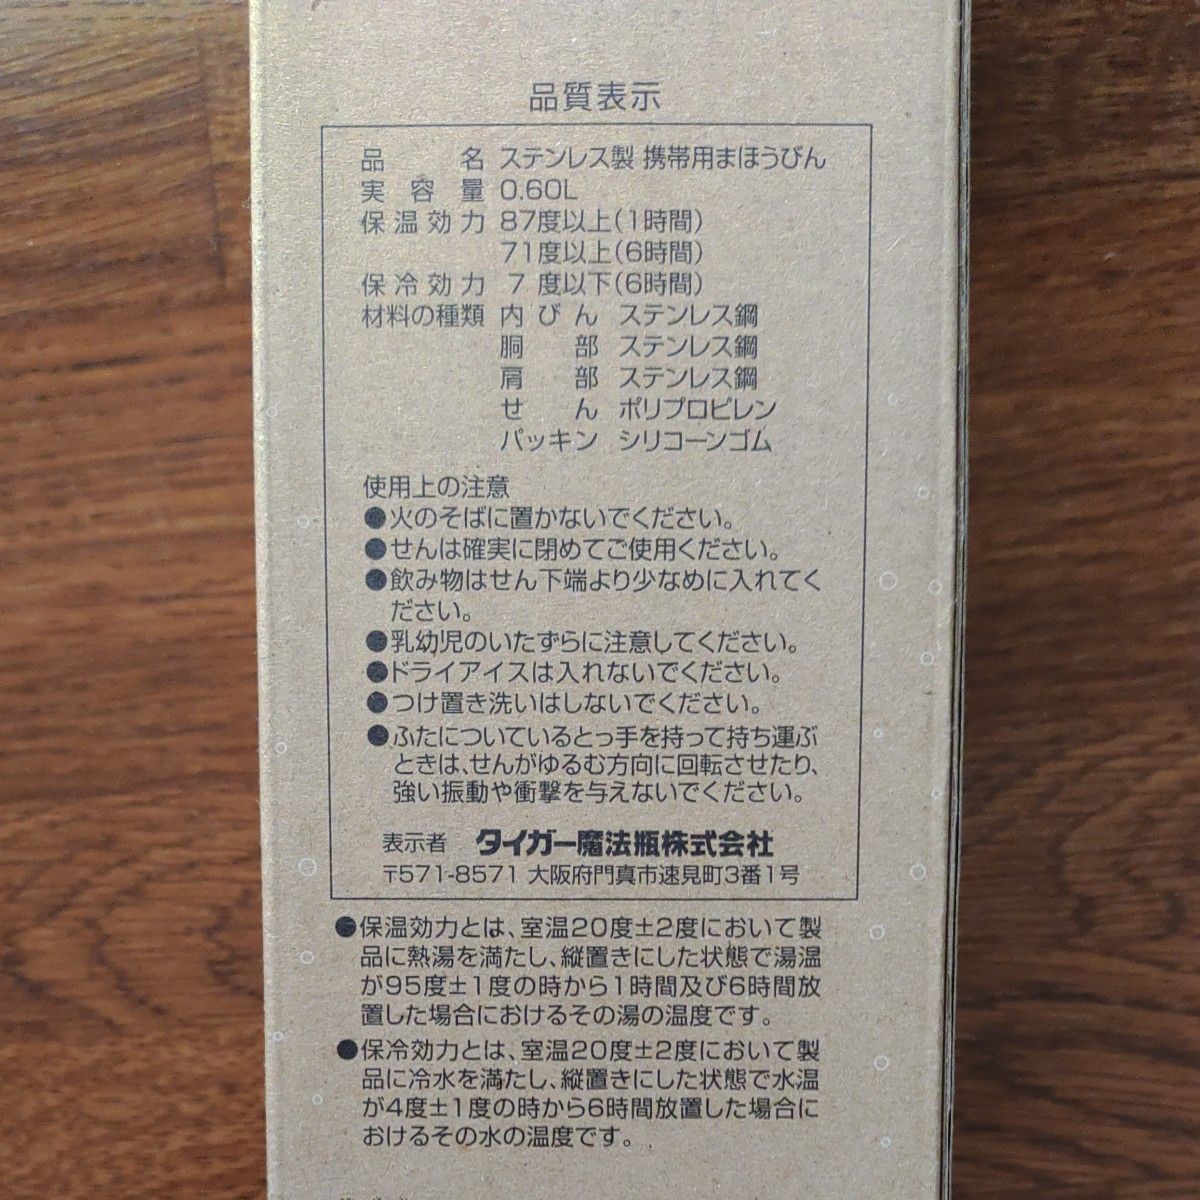 品質表示
品名 ステンレス製 携帯用まほうびん
実容量 0.60L
保温効力 87度以上(1時間)
71度以上(6時間)
保冷効力 7度以下(6時間)
材料の種類 内びん ステンレス鋼
胴部 ステンレス鋼
肩部 ステンレス鋼
せん ポリプロピレン
パッキン シリコーンゴム
使用上の注意
●火のそばに置かないでください。
●せんは確実に閉めてご使用ください。
●飲み物はせん下端より少なめに入れてく
ださい。
●乳幼児のいたずらに注意してください。
●ドライアイスは入れないでください。
●つけ置き洗いはしないでください。
●ふたについているとっ手を持って持ち運ぶ
ときは、せんがゆるむ方向に回転させたり、
強い振動や衝撃を与えないでください。
表示者 タイガー魔法瓶株式会社
〒571-8571 大阪府門真市速見町3番1号
●保温効力とは、室温20度±2度において製
品に熱湯を満たし、縦置きにした状態で湯温
が95度±1度の時から1時間及び6時間放
置した場合におけるその湯の温度です。
●保冷効力とは、室温20度±2度において製
品に冷水を満たし、縦置きにした状態で水温
が4度±1度の時から6時間放置した場合に
おけるその水の温度です。